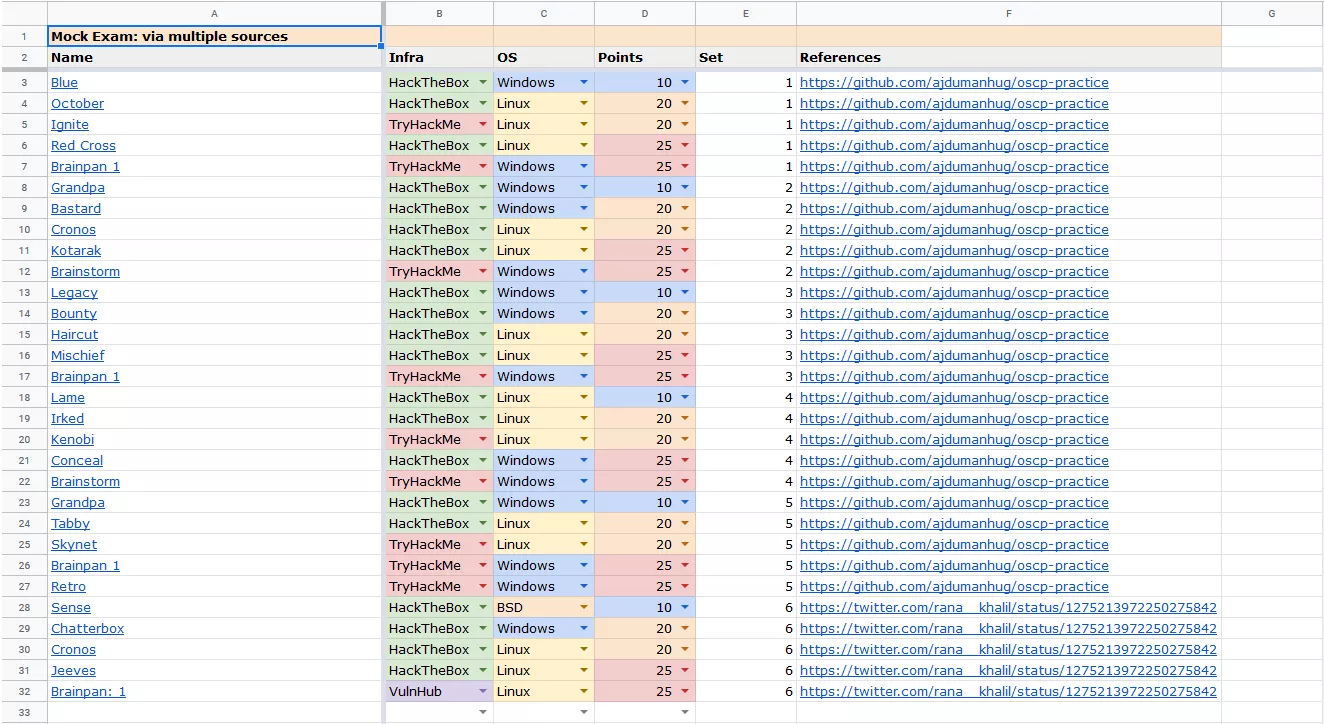 A B C D E F G
1 Mock Exam: via multiple sources
2 Name Infra OS Points Set References
3 Blue HackTheBox Windows 10 1 https://github.com/ajdumanhug/oscp-practice
4 October HackTheBox Linux 20 1 https://github.com/ajdumanhug/oscp-practice
5 Ignite TryHackMe Linux 20 1 https://github.com/ajdumanhug/oscp-practice
6 Red Cross HackTheBox Linux 25 1 https://github.com/ajdumanhug/oscp-practice
7 Brainpan 1 TryHackMe Windows 25 1 https://github.com/ajdumanhug/oscp-practice
8 Grandpa HackTheBox Windows 10 2 https://github.com/ajdumanhug/oscp-practice
9 Bastard HackTheBox Windows 20 2 https://github.com/ajdumanhug/oscp-practice
10 Cronos HackTheBox Linux 20 2 https://github.com/ajdumanhug/oscp-practice
11 Kotarak HackTheBox Linux 25 2 https://github.com/ajdumanhug/oscp-practice
12 Brainstorm TryHackMe Windows 25 2 https://github.com/ajdumanhug/oscp-practice
13 Legacy HackTheBox Windows 10 3 https://github.com/ajdumanhug/oscp-practice
14 Bounty HackTheBox Windows 20 3 https://github.com/ajdumanhug/oscp-practice
15 Haircut HackTheBox Linux 20 3 https://github.com/ajdumanhug/oscp-practice
16 Mischief HackTheBox Linux 25 3 https://github.com/ajdumanhug/oscp-practice
17 Brainpan 1 TryHackMe Windows 25 3 https://github.com/ajdumanhug/oscp-practice
18 Lame HackTheBox Linux 10 4 https://github.com/ajdumanhug/oscp-practice
19 Irked HackTheBox Linux 20 4 https://github.com/ajdumanhug/oscp-practice
20 Kenobi TryHackMe Linux 20 4 https://github.com/ajdumanhug/oscp-practice
21 Conceal HackTheBox Windows 25 4 https://github.com/ajdumanhug/oscp-practice
22 Brainstorm TryHackMe Windows 25 4 https://github.com/ajdumanhug/oscp-practice
23 Grandpa HackTheBox Windows 10 5 https://github.com/ajdumanhug/oscp-practice
24 Tabby HackTheBox Linux 20 5 https://github.com/ajdumanhug/oscp-practice
25 Skynet TryHackMe Linux 20 5 https://github.com/ajdumanhug/oscp-practice
26 Brainpan 1 TryHackMe Windows 25 5 https://github.com/ajdumanhug/oscp-practice
27 Retro TryHackMe Windows 25 5 https://github.com/ajdumanhug/oscp-practice
28 Sense HackTheBox BSD 10 6 https://twitter.com/rana__khalil/status/1275213972250275842
29 Chatterbox HackTheBox Windows 20 6 https://twitter.com/rana__khalil/status/1275213972250275842
30 Cronos HackTheBox Linux 20 6 https://twitter.com/rana__khalil/status/1275213972250275842
31 Jeeves HackTheBox Linux 25 6 https://twitter.com/rana__khalil/status/1275213972250275842
32 Brainpan: 1 VulnHub Linux 25 6 https://twitter.com/rana__khalil/status/1275213972250275842
33